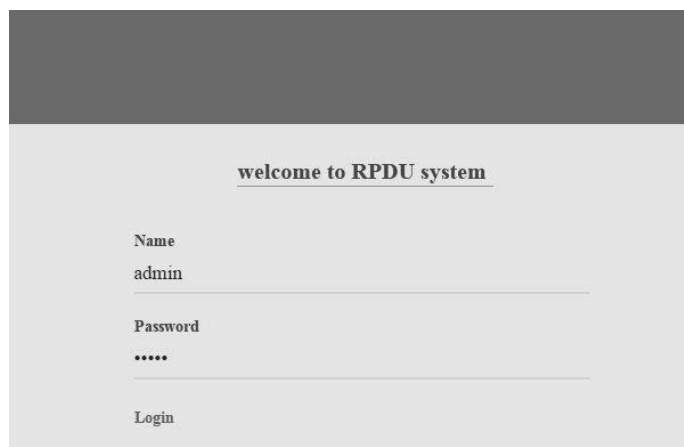 welcome to RPDU system
Name
admin
Password
•••••
Login